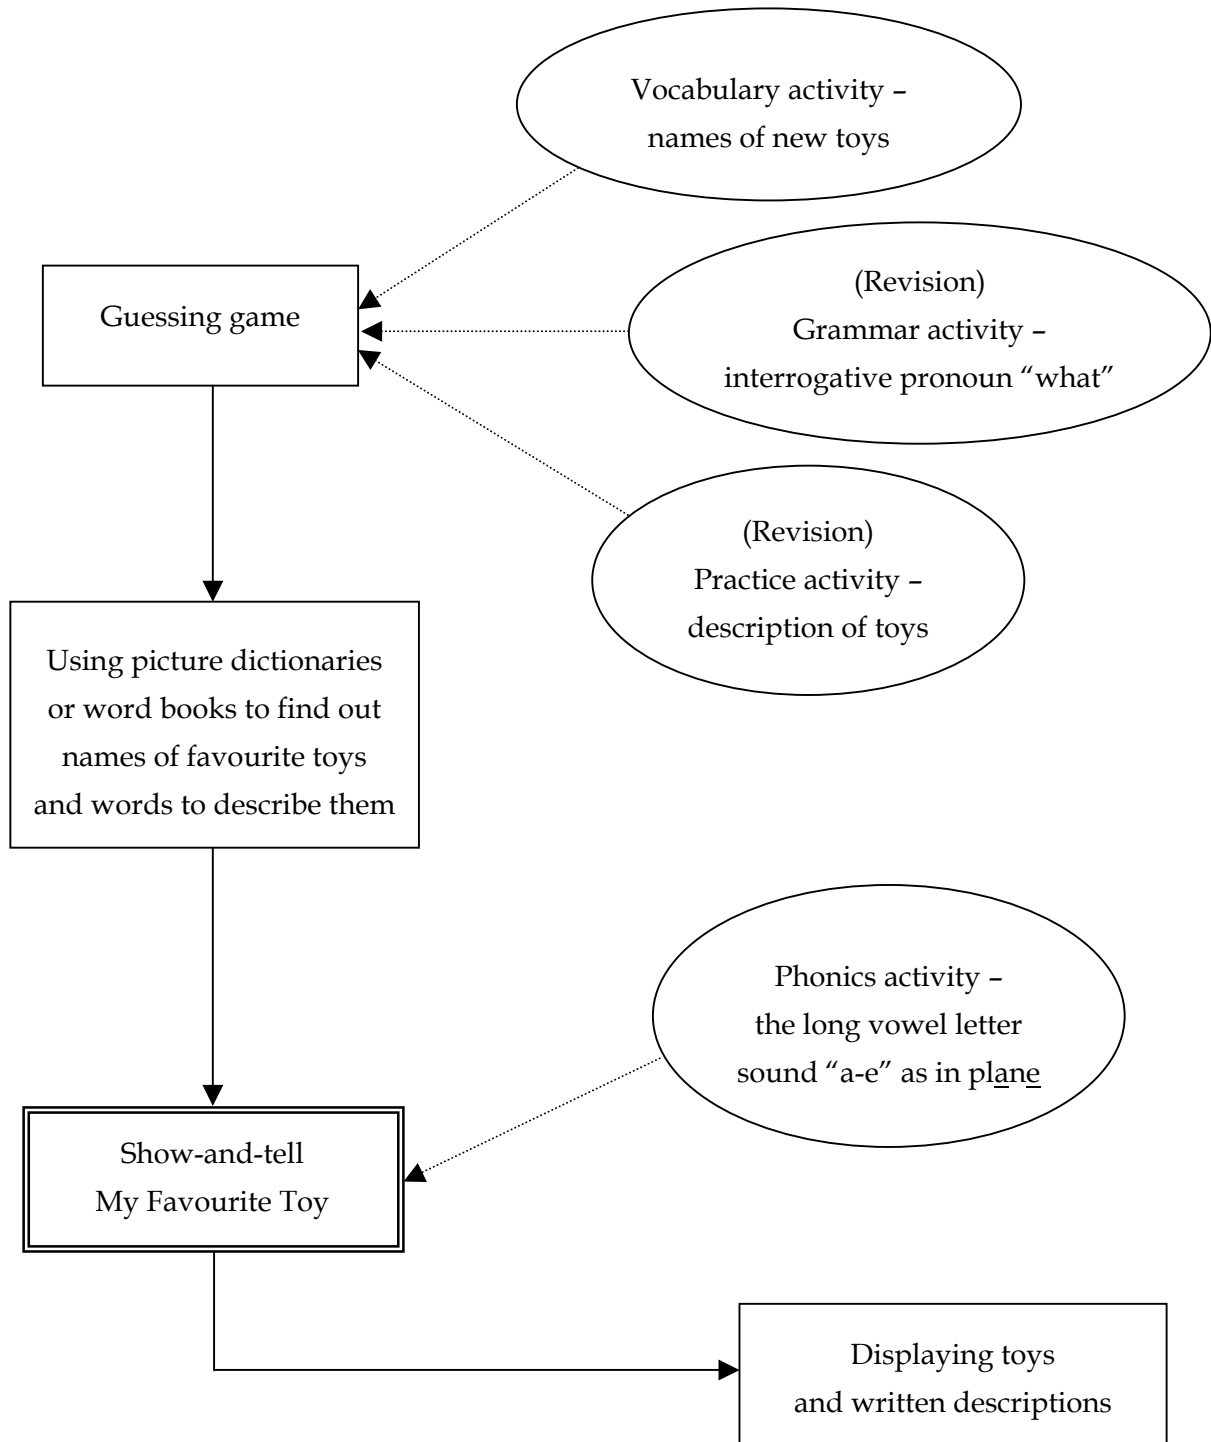 Vocabulary activity –
names of new toys
(Revision)
Grammar activity –
interrogative pronoun “what”
Guessing game
(Revision)
Practice activity –
description of toys
Using picture dictionaries
or word books to find out
names of favourite toys
and words to describe them
Phonics activity –
the long vowel letter
sound “a-e” as in plane
Show-and-tell
My Favourite Toy
Displaying toys
and written descriptions